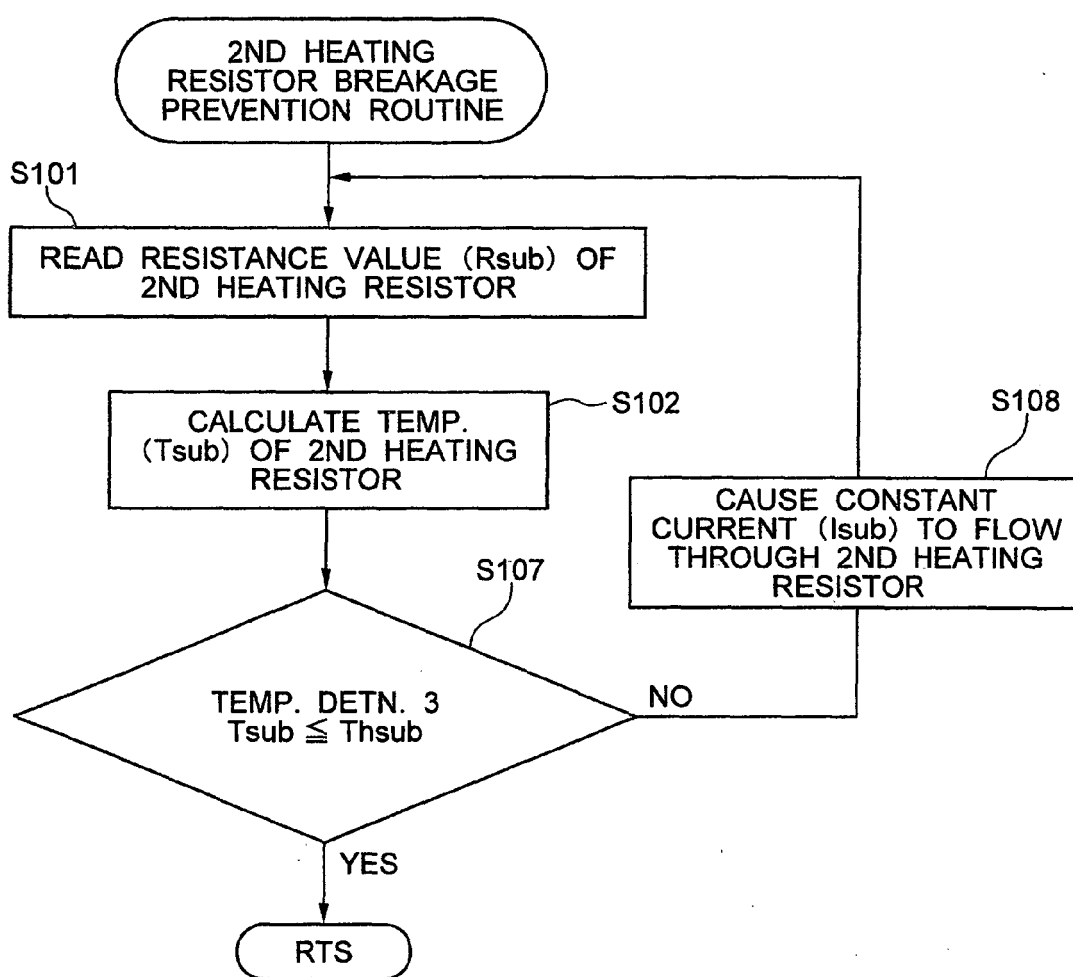 2ND HEATING
RESISTOR BREAKAGE
PREVENTION ROUTINE
S101
READ RESISTANCE VALUE (Rsub) OF
2ND HEATING RESISTOR
S102
CALCULATE TEMP.
(Tsub) OF 2ND HEATING
RESISTOR
S108
CAUSE CONSTANT
CURRENT (Isub) TO FLOW
THROUGH 2ND HEATING
RESISTOR
S107
TEMP. DETN. 3
Tsub ≦ Thsub
NO
YES
RTS